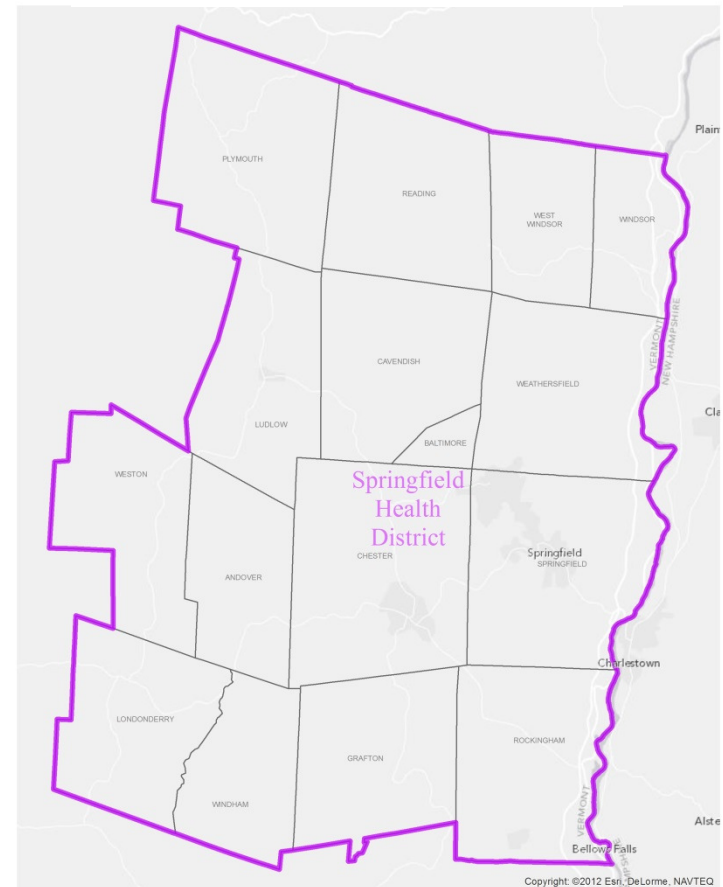 Plain
PLYMOUTH
READING
WEST
WINDSOR
WINDSOR
VERMONT
NEW HAMPSHIRE
CAVENDISH
WEATHERSFIELD
Cla
LUDLOW
BALTIMORE
WESTON
Springfield
Health
District
CHESTER
Springfield
SPRINGFIELD
ANDOVER
Charlestown
LONDONDERRY
ROCKINGHAM
GRAFTON
WINDHAM
VERMONT
Alste
Bellows Falls
Copyright: ©2012 Esri, DeLorme, NAVTEQ